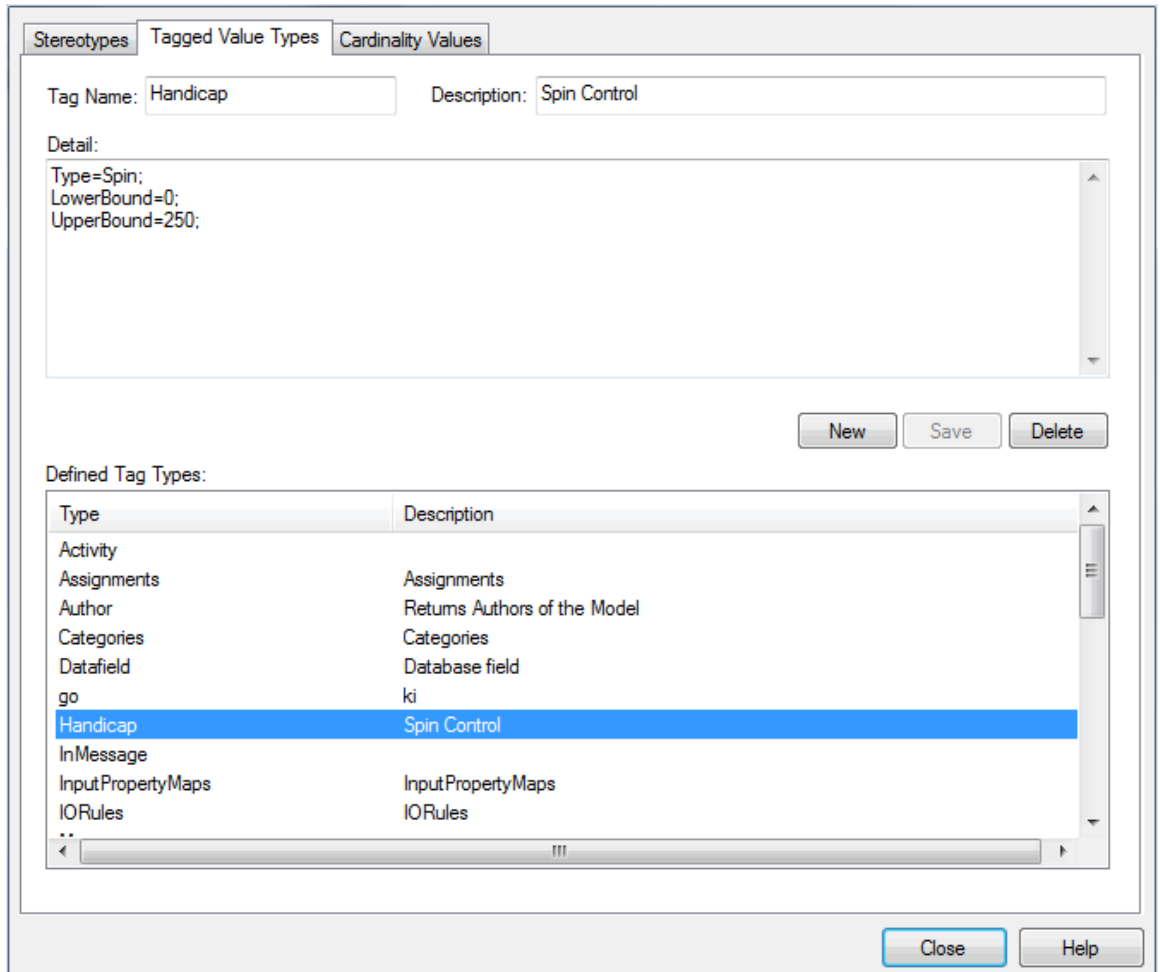 Stereotypes Tagged Value Types Cardinality Values
Tag Name: Handicap Description: Spin Control
Detail:
Type=Spin;
LowerBound=0;
UpperBound=250;
New Save Delete
Defined Tag Types:
Type Description
Activity
Assignments Assignments
Author Returns Authors of the Model
Categories Categories
Datafield Database field
go ki
Handicap Spin Control
InMessage
InputPropertyMaps InputPropertyMaps
IORules IORules
Close Help